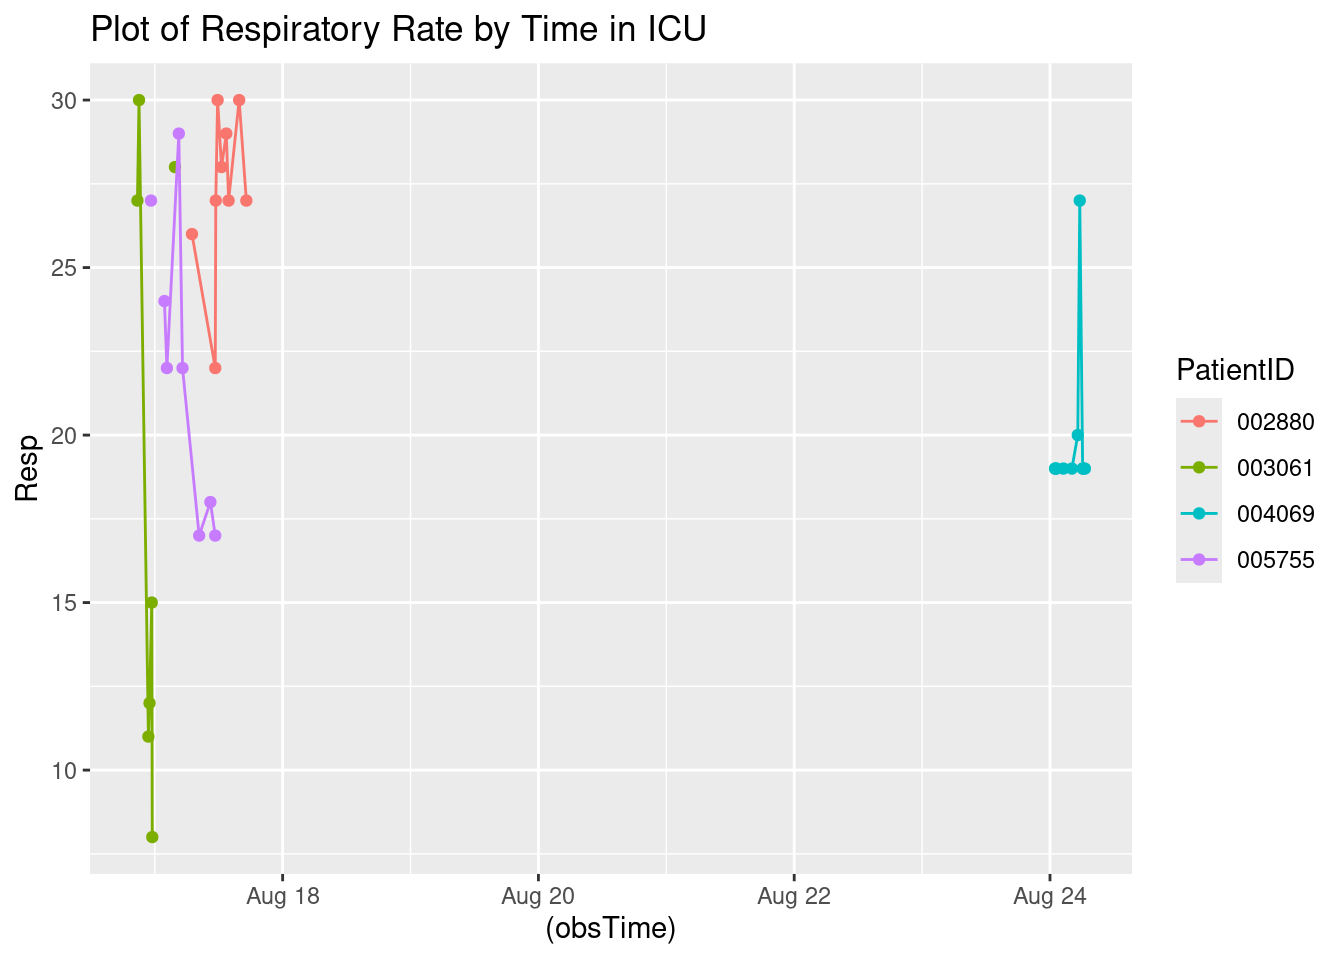 Plot of Respiratory Rate by Time in ICU
30
25
20
15
10
Resp
Aug 18
Aug 20
Aug 22
Aug 24
(obsTime)
PatientID
002880
003061
004069
005755